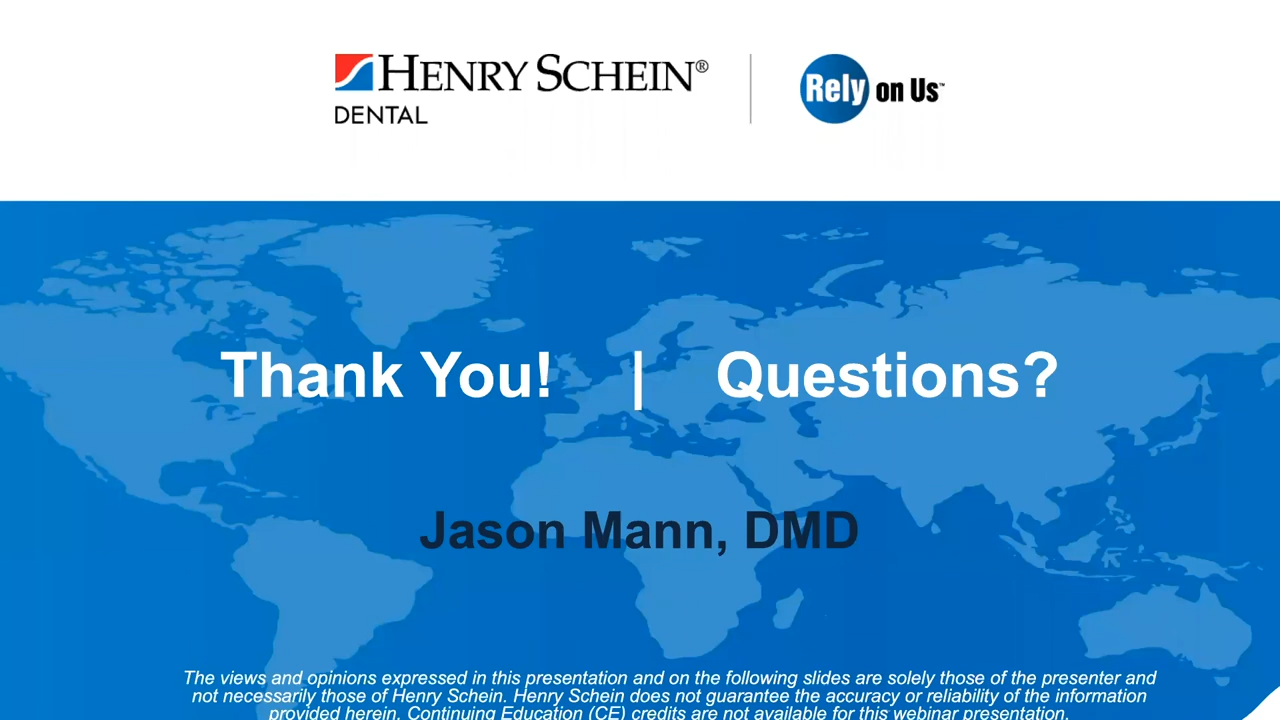 HENRY SCHEIN®
DENTAL
Rely on Us™
Thank You! | Questions?
Jason Mann, DMD
The views and opinions expressed in this presentation and on the following slides are solely those of the presenter and
not necessarily those of Henry Schein. Henry Schein does not guarantee the accuracy or reliability of the information
provided herein. Continuing Education (CE) credits are not available for this webinar presentation.